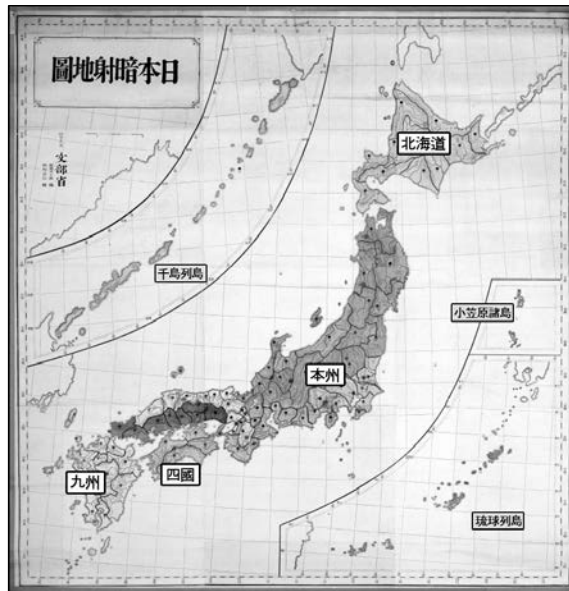 日本暗射地圖
北海道
文部省
千島列島
小笠原諸島
本州
四國
九州
琉球列島